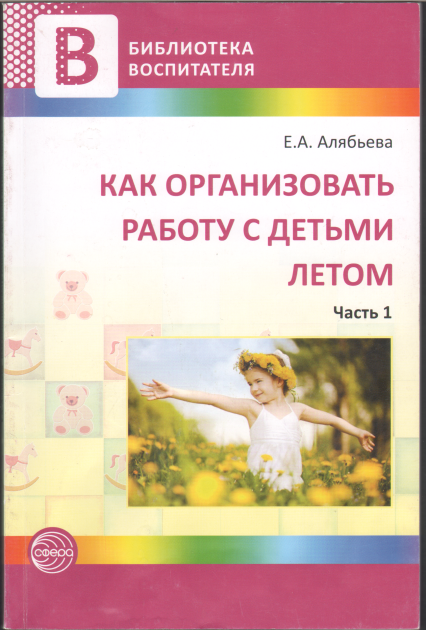 В
БИБЛИОТЕКА
ВОСПИТАТЕЛЯ
Е.А. Алябьева
КАК ОРГАНИЗОВАТЬ
РАБОТУ С ДЕТЬМИ
ЛЕТОМ
Часть 1
сфера